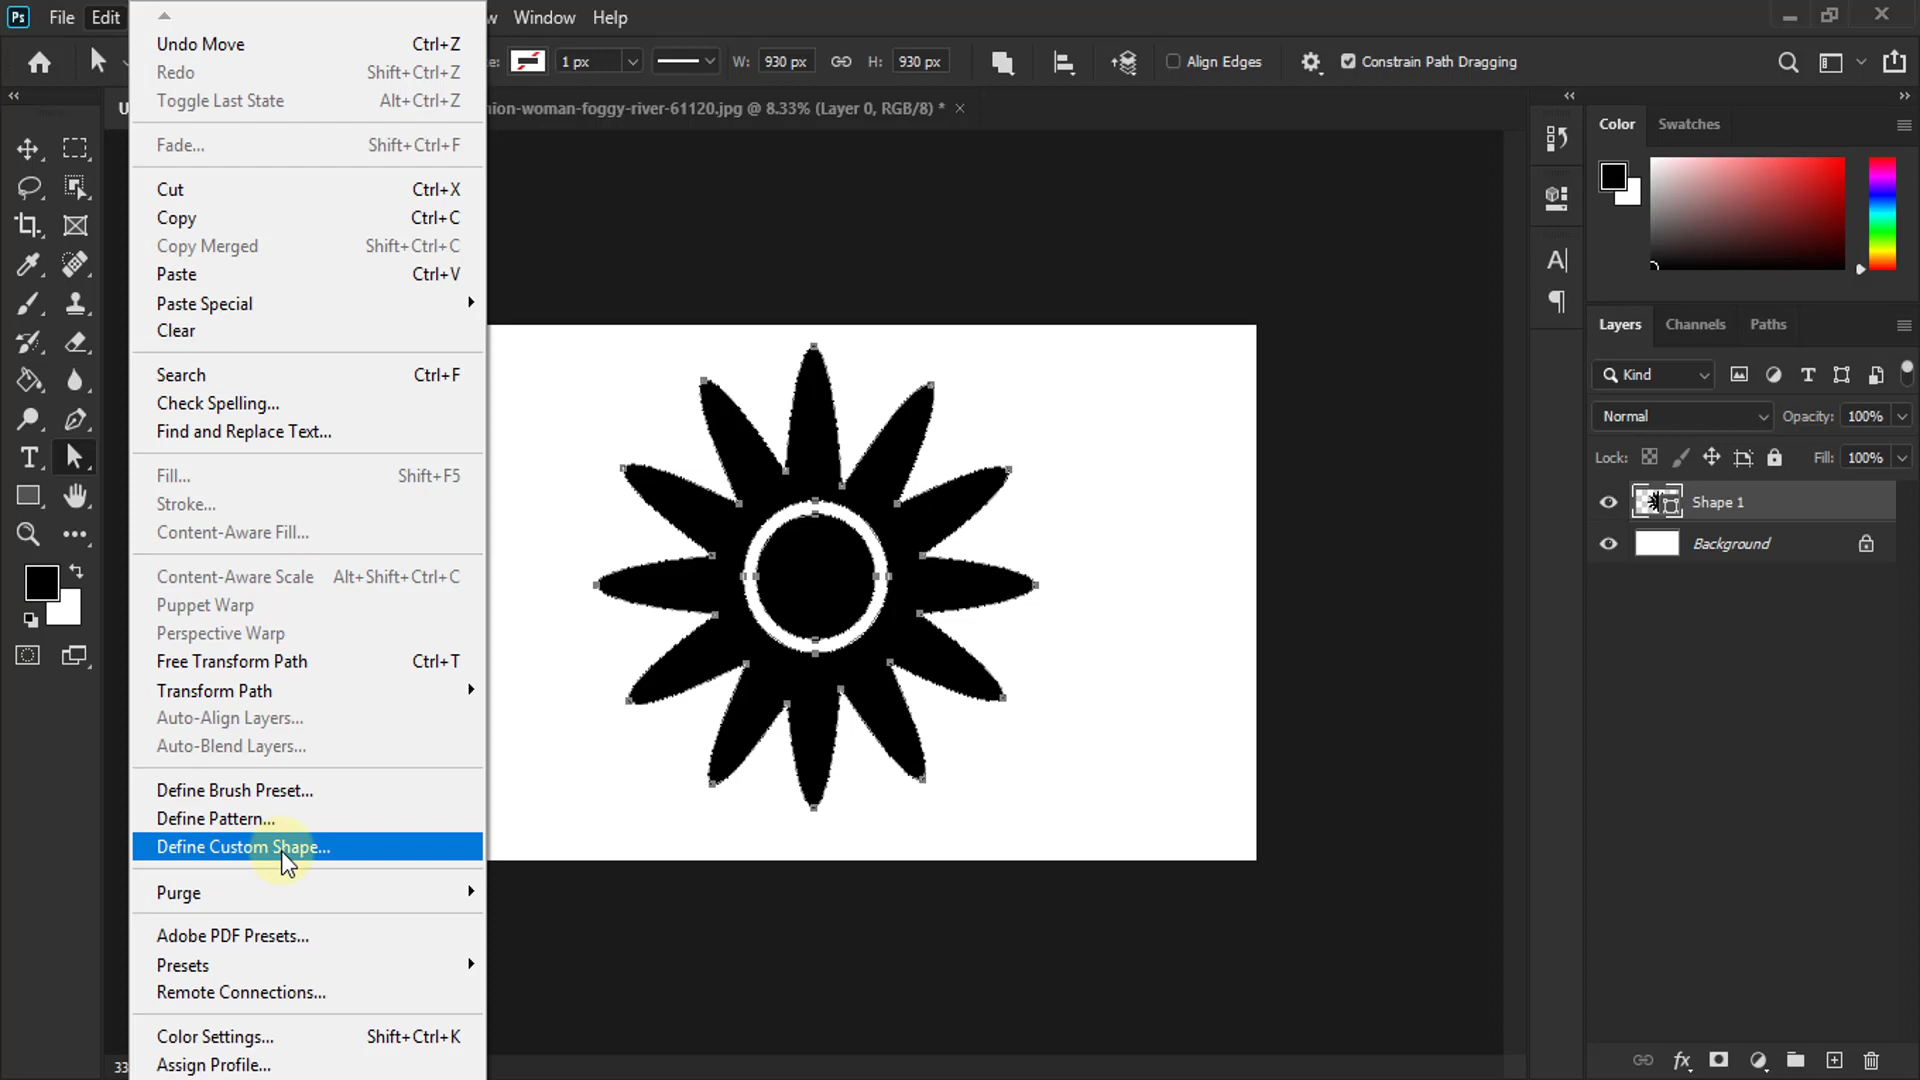 Ps File Edit w Window Help
e: 1 px W: 930 px H: 930 px Align Edges Constrain Path Dragging
U nion-woman-foggy-river-61120.jpg @ 8.33% (Layer 0, RGB/8) * ×
Undo Move Ctrl+Z
Redo Shift+Ctrl+Z
Toggle Last State Alt+Ctrl+Z
Fade... Shift+Ctrl+F
Cut Ctrl+X
Copy Ctrl+C
Copy Merged Shift+Ctrl+C
Paste Ctrl+V
Paste Special
Clear
Search Ctrl+F
Check Spelling...
Find and Replace Text...
Fill... Shift+F5
Stroke...
Content-Aware Fill...
Content-Aware Scale Alt+Shift+Ctrl+C
Puppet Warp
Perspective Warp
Free Transform Path Ctrl+T
Transform Path
Auto-Align Layers...
Auto-Blend Layers...
Define Brush Preset...
Define Pattern...
Define Custom Shape...
Purge
Adobe PDF Presets...
Presets
Remote Connections...
Color Settings... Shift+Ctrl+K
Assign Profile...
33
Color Swatches
Layers Channels Paths
Kind
Normal Opacity: 100%
Lock: Fill: 100%
Shape 1
Background